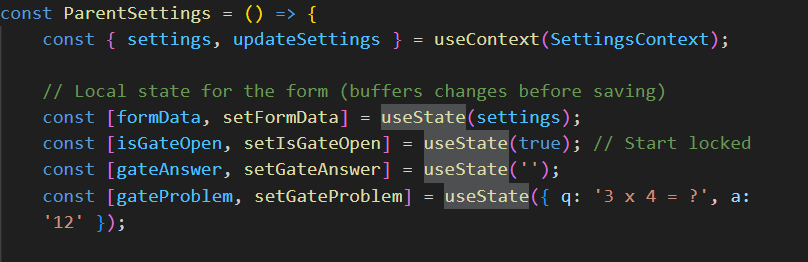 const ParentSettings = () => {
    const { settings, updateSettings } = useContext(SettingsContext);

    // Local state for the form (buffers changes before saving)
    const [formData, setFormData] = useState(settings);
    const [isGateOpen, setIsGateOpen] = useState(true); // Start locked
    const [gateAnswer, setGateAnswer] = useState('');
    const [gateProblem, setGateProblem] = useState({ q: '3 x 4 = ?', a:
    '12' });